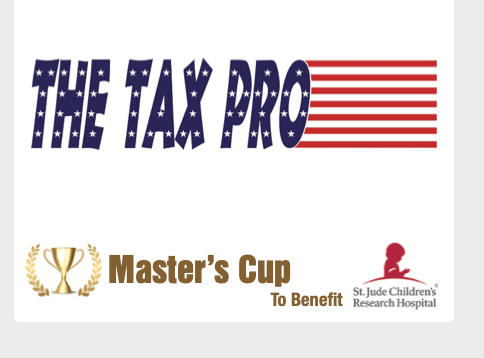 THE TAX PRO
Master's Cup
To Benefit
St. Jude Children's®
Research Hospital